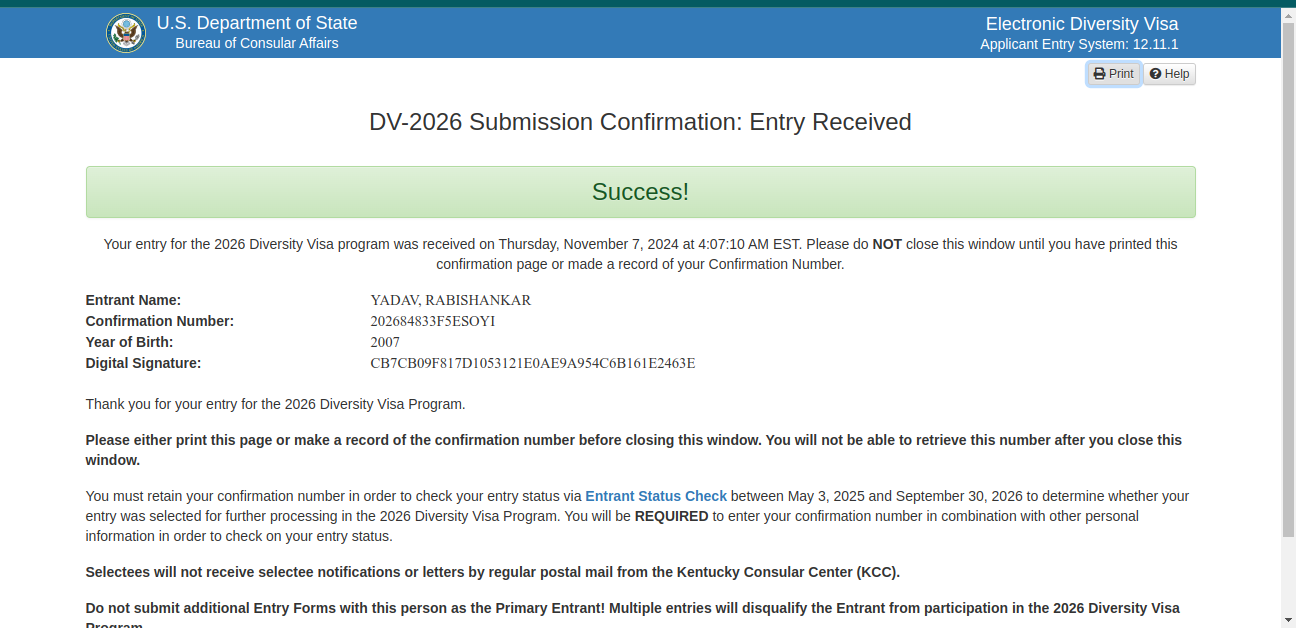 U.S. Department of State
Bureau of Consular Affairs
Electronic Diversity Visa
Applicant Entry System: 12.11.1
Print Help
DV-2026 Submission Confirmation: Entry Received
Success!
Your entry for the 2026 Diversity Visa program was received on Thursday, November 7, 2024 at 4:07:10 AM EST. Please do NOT close this window until you have printed this
confirmation page or made a record of your Confirmation Number.
Entrant Name: YADAV, RABISHANKAR
Confirmation Number: 202684833F5ESOYI
Year of Birth: 2007
Digital Signature: CB7CB09F817D1053121E0AE9A954C6B161E2463E
Thank you for your entry for the 2026 Diversity Visa Program.
Please either print this page or make a record of the confirmation number before closing this window. You will not be able to retrieve this number after you close this
window.
You must retain your confirmation number in order to check your entry status via Entrant Status Check between May 3, 2025 and September 30, 2026 to determine whether your
entry was selected for further processing in the 2026 Diversity Visa Program. You will be REQUIRED to enter your confirmation number in combination with other personal
information in order to check on your entry status.
Selectees will not receive selectee notifications or letters by regular postal mail from the Kentucky Consular Center (KCC).
Do not submit additional Entry Forms with this person as the Primary Entrant! Multiple entries will disqualify the Entrant from participation in the 2026 Diversity Visa
Program.